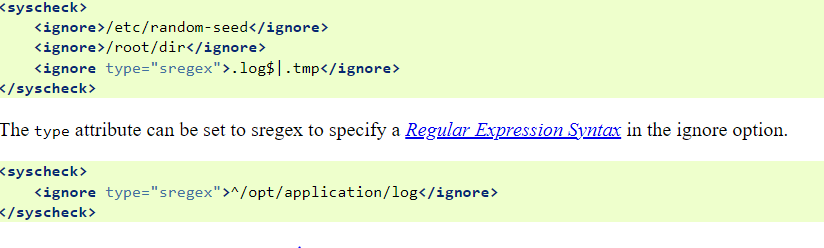 <syscheck>
    <ignore>/etc/random-seed</ignore>
    <ignore>/root/dir</ignore>
    <ignore type="sregex">.log$|.tmp</ignore>
</syscheck>
The type attribute can be set to sregex to specify a Regular Expression Syntax in the ignore option.
<syscheck>
    <ignore type="sregex">^/opt/application/log</ignore>
</syscheck>